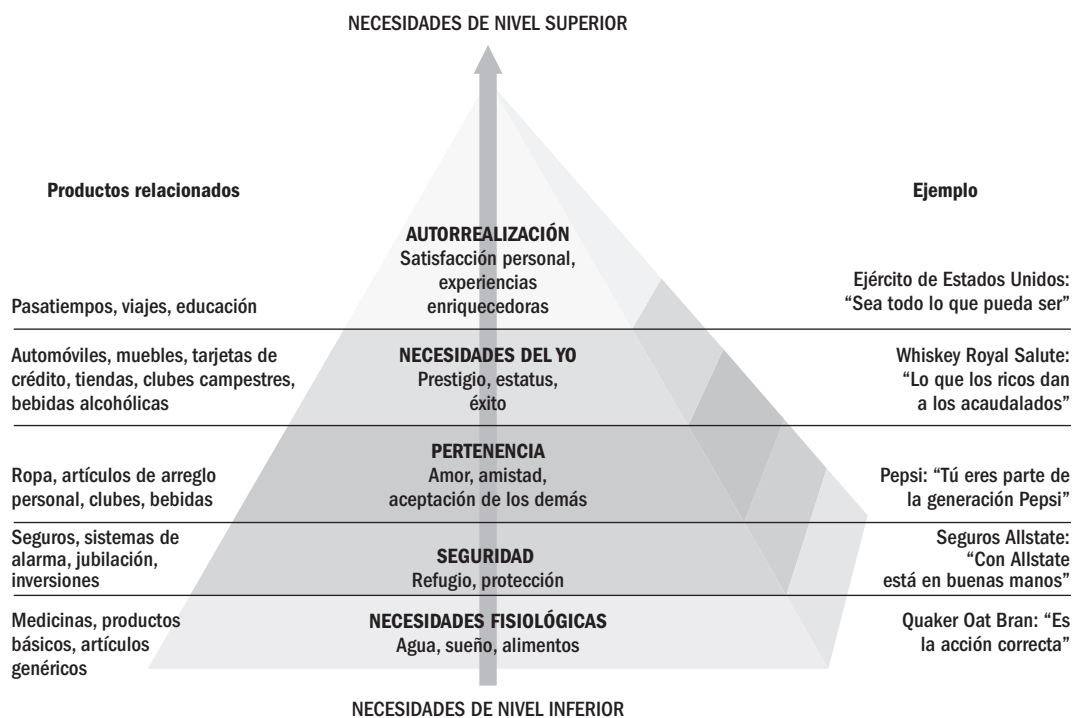 NECESIDADES DE NIVEL SUPERIOR
Productos relacionados
Ejemplo
AUTORREALIZACIÓN
Satisfacción personal,
experiencias
enriquecedoras
Pasatiempos, viajes, educación
Ejército de Estados Unidos:
“Sea todo lo que pueda ser”
Automóviles, muebles, tarjetas de
crédito, tiendas, clubes campestres,
bebidas alcohólicas
NECESIDADES DEL YO
Prestigio, estatus,
éxito
Whiskey Royal Salute:
“Lo que los ricos dan
a los acaudalados”
Ropa, artículos de arreglo
personal, clubes, bebidas
PERTENENCIA
Amor, amistad,
aceptación de los demás
Pepsi: “Tú eres parte de
la generación Pepsi”
Seguros, sistemas de
alarma, jubilación,
inversiones
SEGURIDAD
Refugio, protección
Seguros Allstate:
“Con Allstate
está en buenas manos”
Medicinas, productos
básicos, artículos
genéricos
NECESIDADES FISIOLÓGICAS
Agua, sueño, alimentos
Quaker Oat Bran: “Es
la acción correcta”
NECESIDADES DE NIVEL INFERIOR